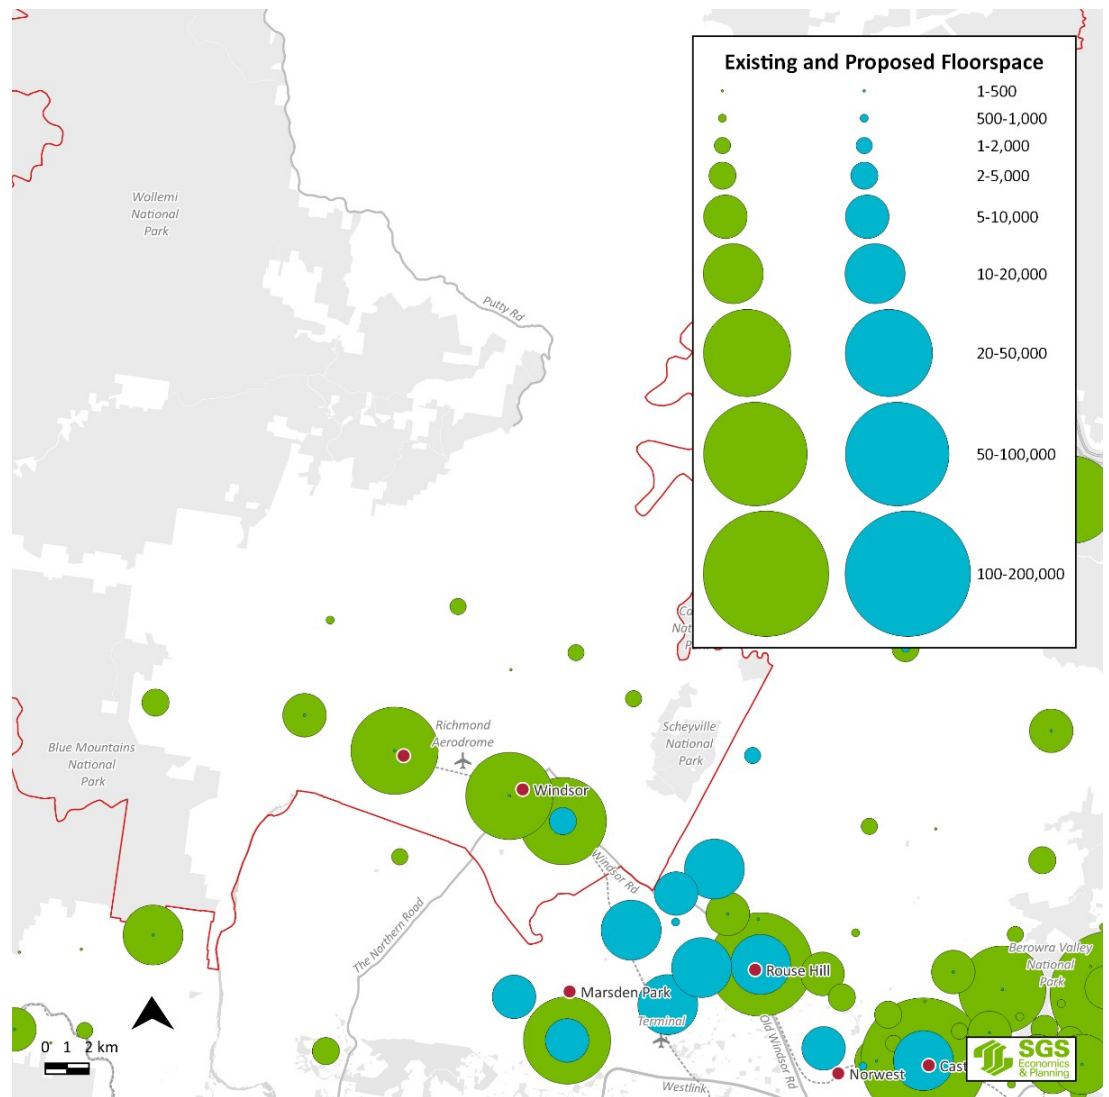 Existing and Proposed Floorspace
1-500
500-1,000
1-2,000
2-5,000
5-10,000
10-20,000
20-50,000
50-100,000
100-200,000
Wollemi
National
Park
Putty Rd
Ca
Nat
P
Richmond
Aerodrome
Scheyville
National
Park
Blue Mountains
National
Park
Windsor
Windsor Rd
The Northern Road
Berowra Valley
National
Park
Rouse Hill
Marsden Park
Terminal
Old Windsor Rd
0 1 2 km
Norwest
Cast
Westlink
SGS
Economics
& Planning